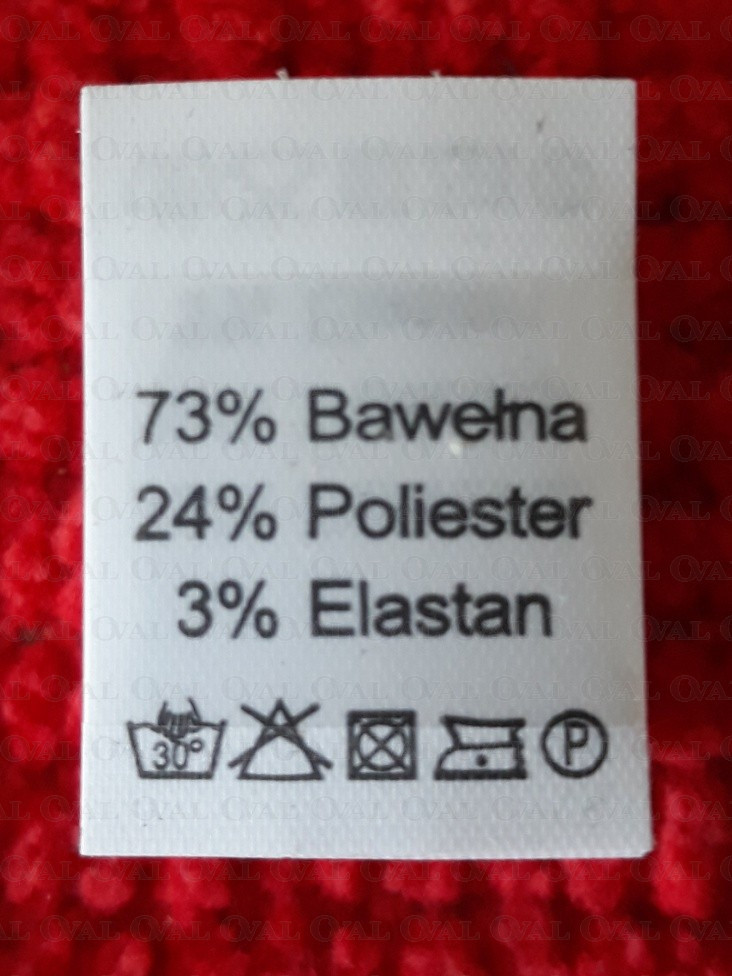 73% Bawełna
24% Poliester
3% Elastan
30° P